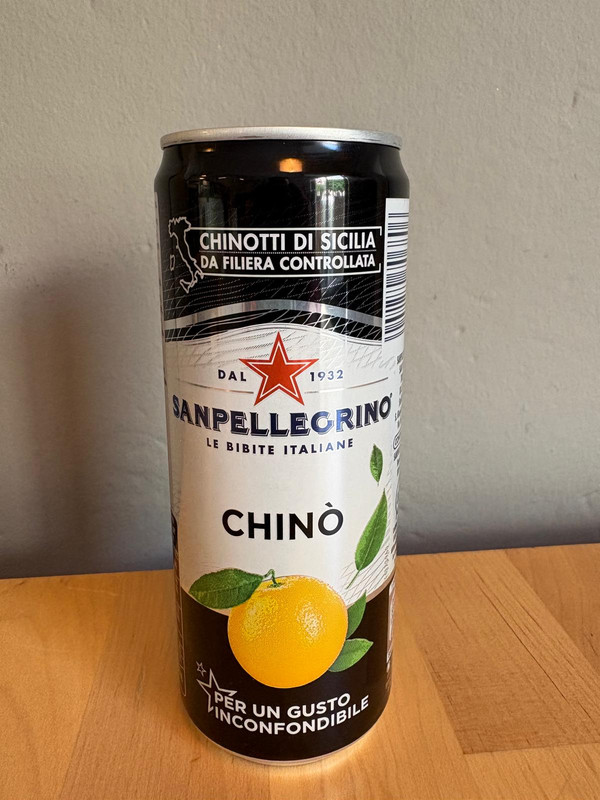 CHINOTTI DI SICILIA
DA FILIERA CONTROLLATA
DAL 1932
SANPELLEGRINO
LE BIBITE ITALIANE
CHINÒ
PER UN GUSTO
INCONFONDIBILE